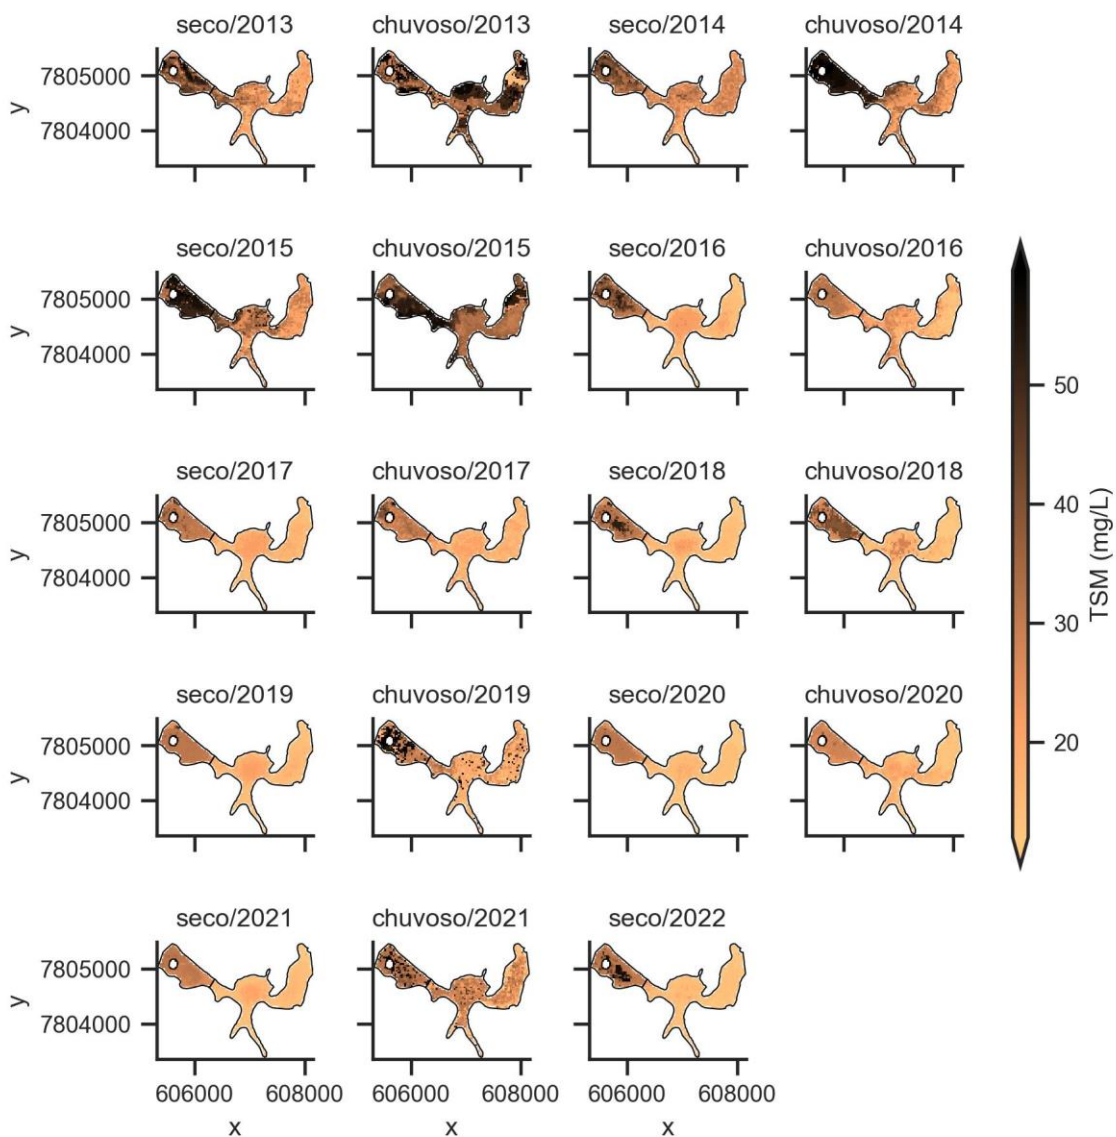 seco/2013 chuvoso/2013 seco/2014 chuvoso/2014
7805000
y
7804000
seco/2015 chuvoso/2015 seco/2016 chuvoso/2016
7805000
y
7804000
50
seco/2017 chuvoso/2017 seco/2018 chuvoso/2018
7805000
y
7804000
40
TSM (mg/L)
30
seco/2019 chuvoso/2019 seco/2020 chuvoso/2020
7805000
y
7804000
20
seco/2021 chuvoso/2021 seco/2022
7805000
y
7804000
606000 608000 606000 608000 606000 608000
x x x